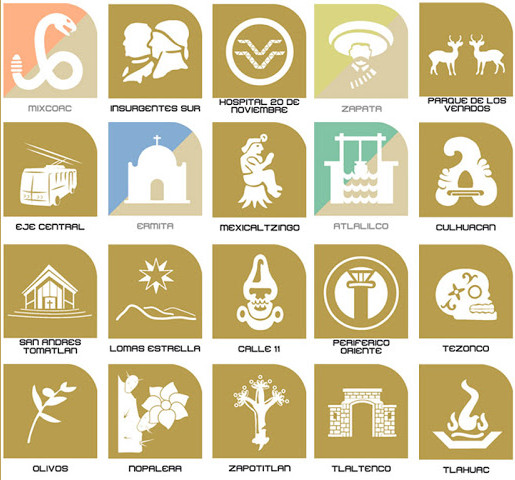 MIXCOAC
INSURGENTES SUR
HOSPITAL 20 DE
NOVIEMBRE
ZAPATA
PARQUE DE LOS
VENADOS
EJE CENTRAL
ERMITA
MEXICALTZINGO
ATLALILCO
CULHUACAN
SAN ANDRES
TOMATLAN
LOMAS ESTRELLA
CALLE 11
PERIFERICO
ORIENTE
TEZONCO
OLIVOS
NOPALERA
ZAPOTITLAN
TLALTENCO
TLAHUAC